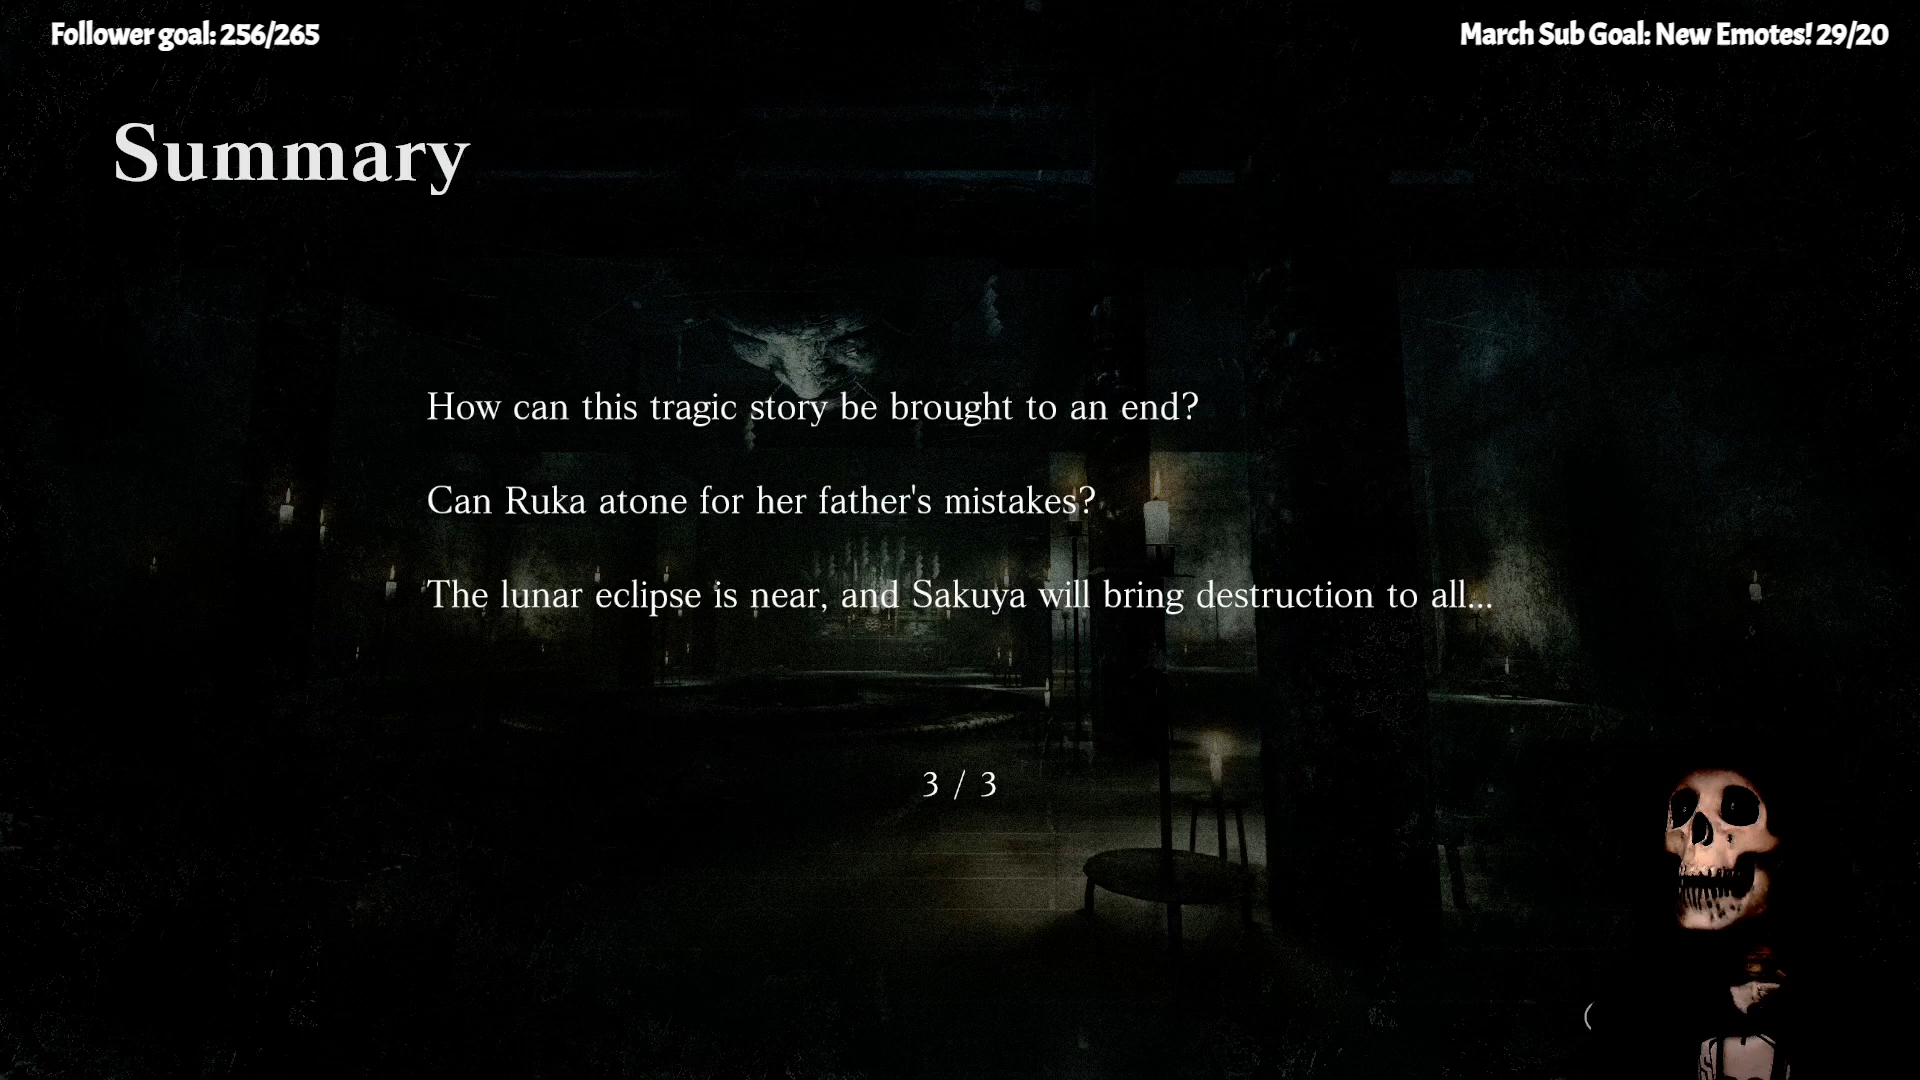 Follower goal: 256/265
March Sub Goal: New Emotes! 29/20
Summary
How can this tragic story be brought to an end?
Can Ruka atone for her father's mistakes?
The lunar eclipse is near, and Sakuya will bring destruction to all...
3 / 3